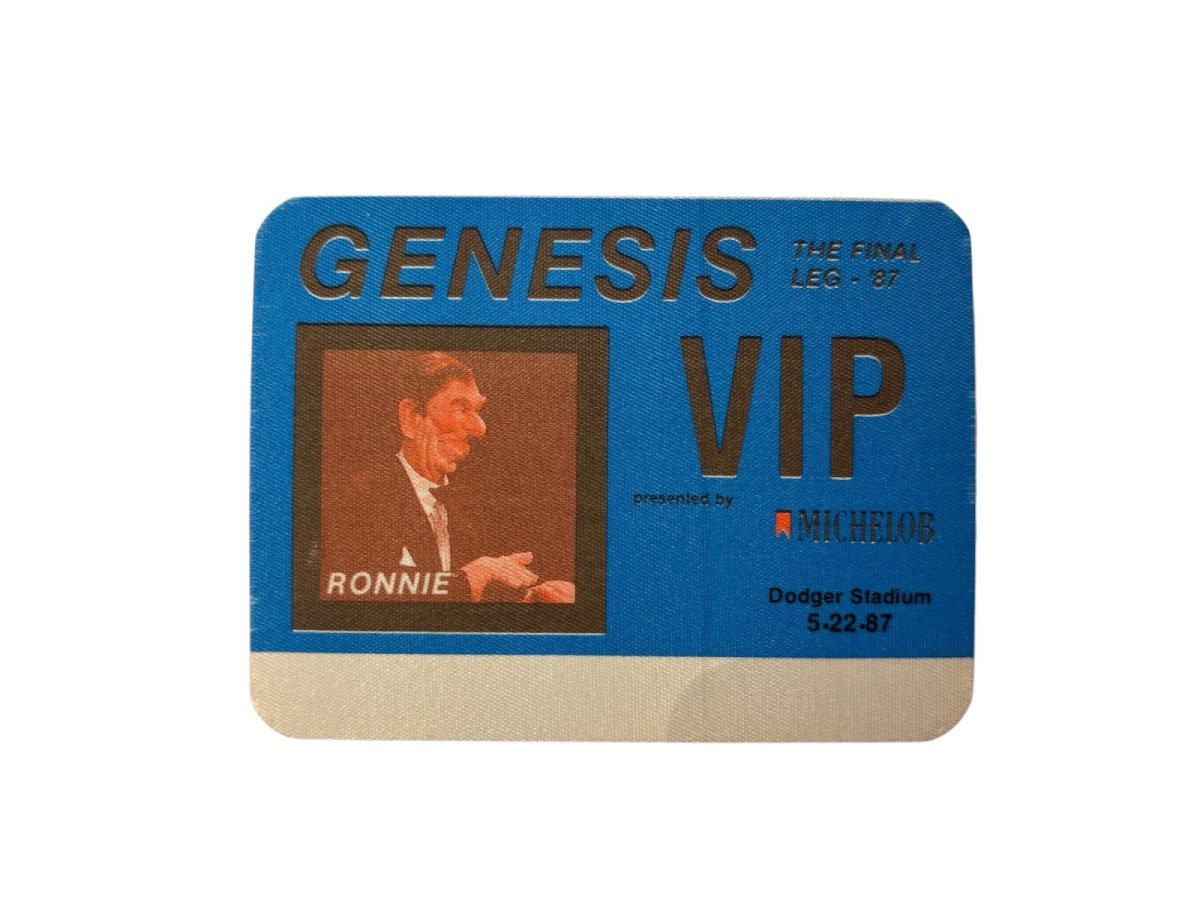 GENESIS
THE FINAL
LEG - '87
VIP
presented by
MICHELOB
RONNIE
Dodger Stadium
5-22-87